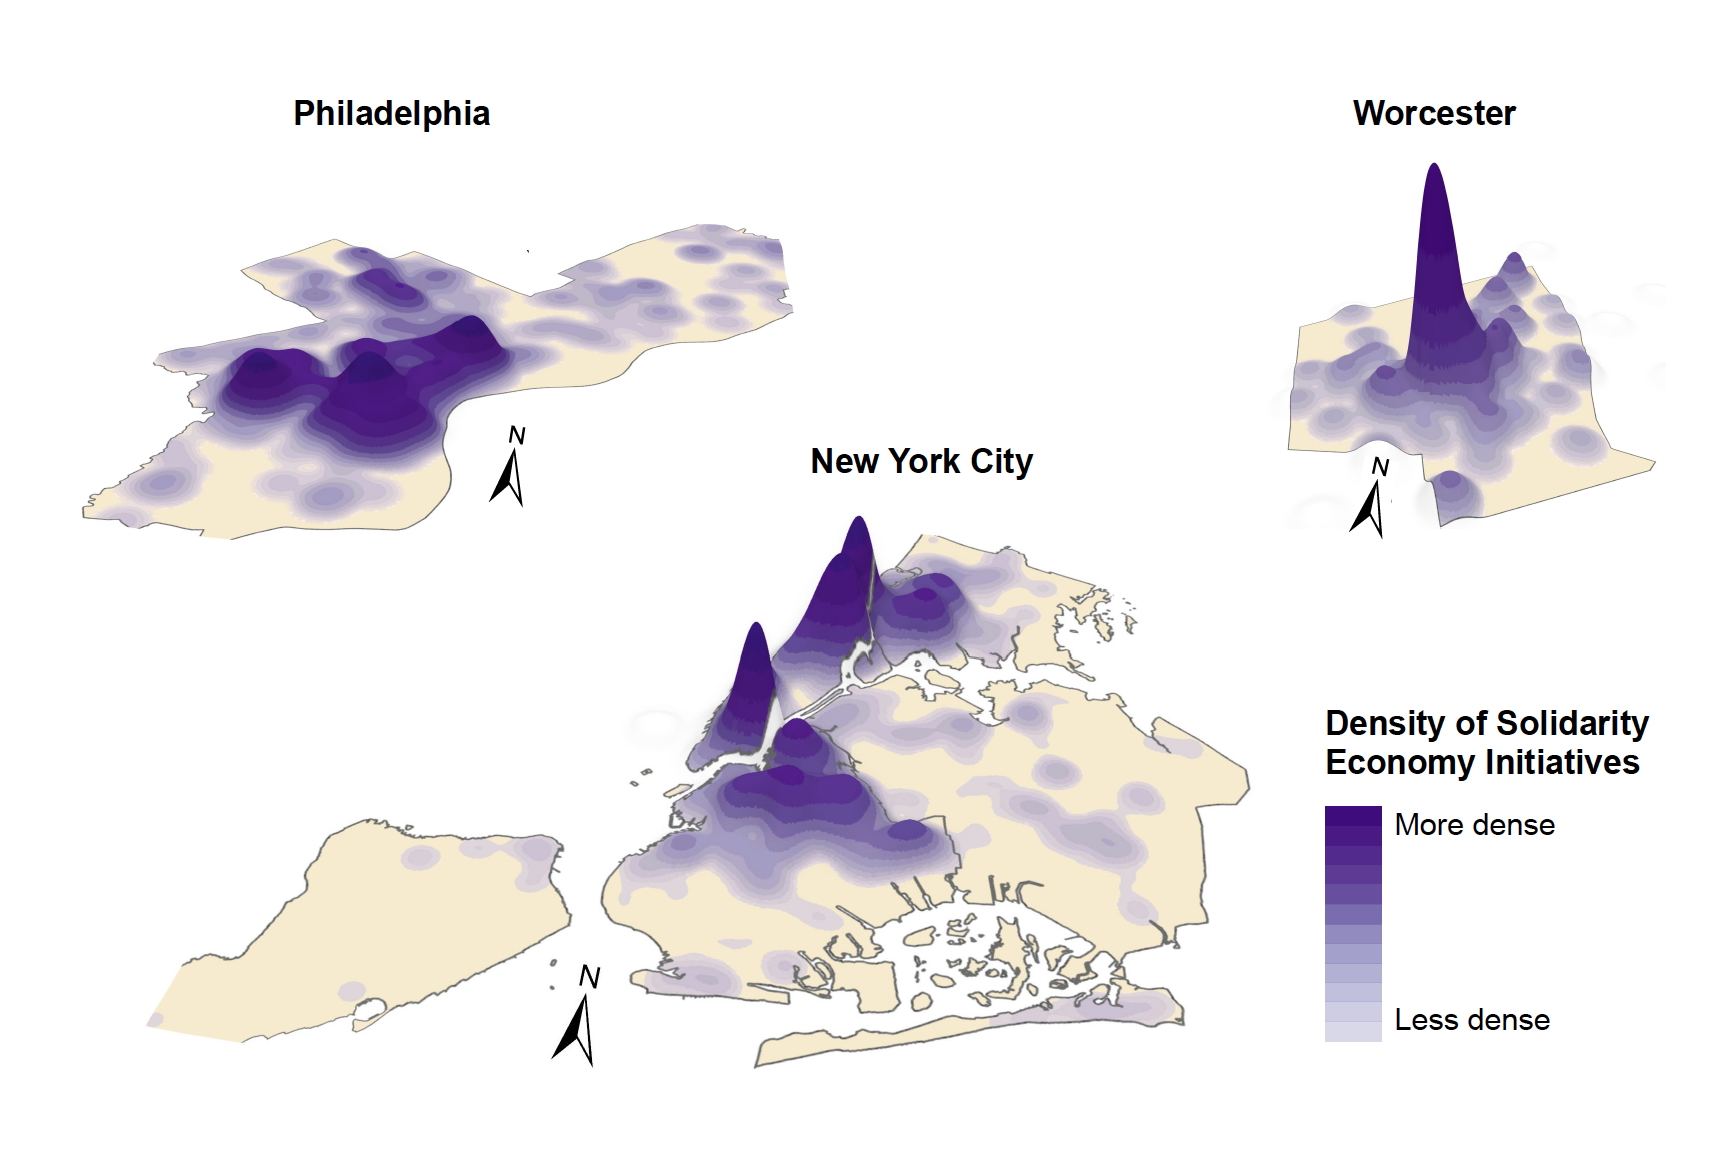 Philadelphia
Worcester
N
New York City
N
Density of Solidarity
Economy Initiatives
More dense
N
Less dense